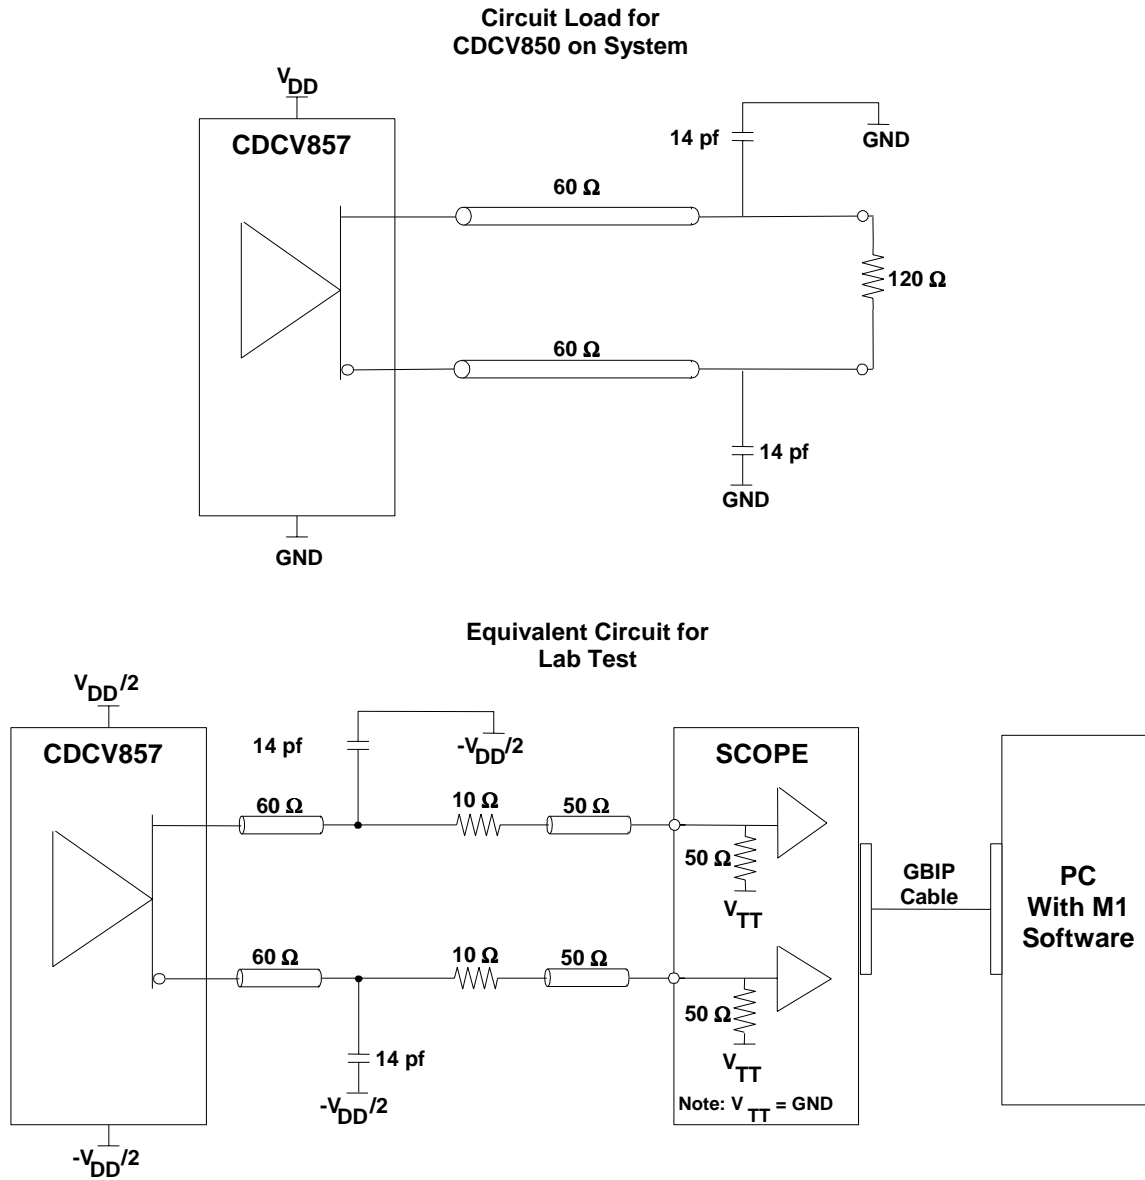 Circuit Load for
CDCV850 on System
VDD
CDCV857
14 pf
GND
60 Ω
120 Ω
60 Ω
14 pf
GND
GND
Equivalent Circuit for
Lab Test
VDD/2
CDCV857
14 pf
-VDD/2
SCOPE
60 Ω
10 Ω
50 Ω
50 Ω
VTT
GBIP
Cable
PC
With M1
Software
60 Ω
10 Ω
50 Ω
50 Ω
VTT
14 pf
-VDD/2
Note: VTT = GND
-VDD/2